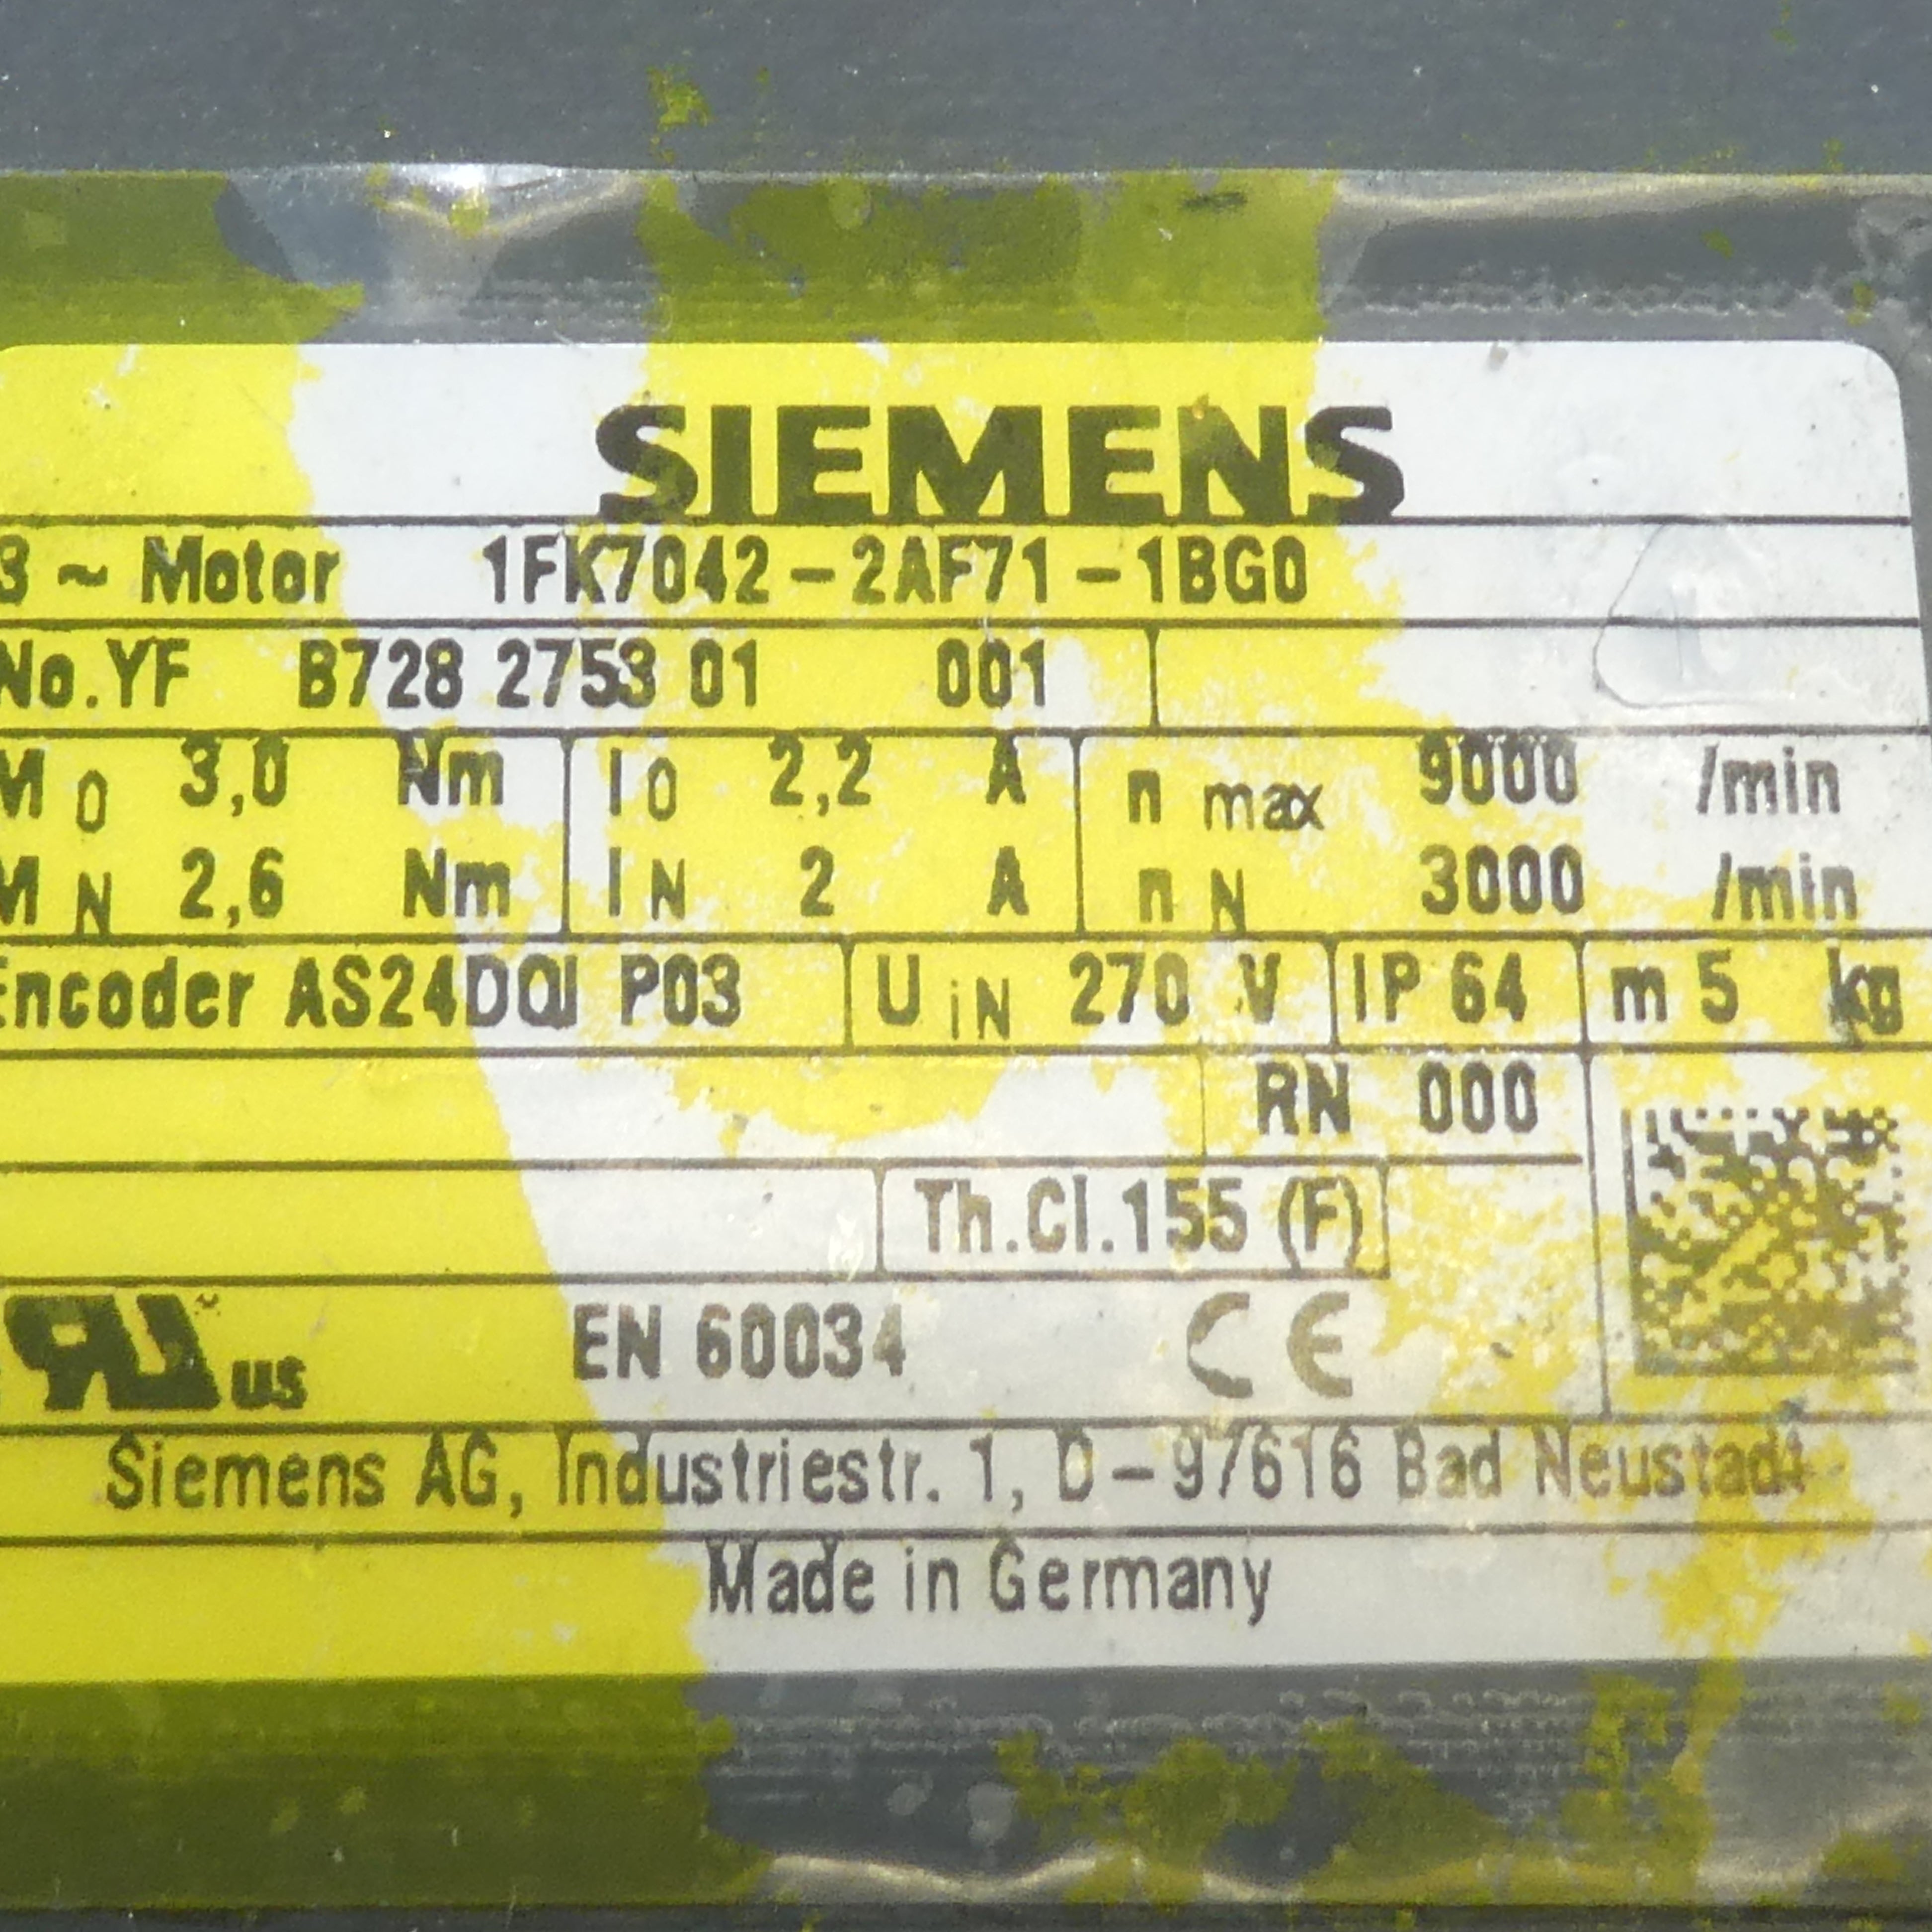 SIEMENS
3 ~ Motor 1FK7042-2AF71-1BG0
No.YF B728 2753 01 001
M0 3,0 Nm I0 2,2 A n max 9000 /min
MN 2,6 Nm IN 2 A nN 3000 /min
Encoder AS24DQI P03 UiN 270 V IP 64 m 5 kg
RN 000
Th.Cl.155 (F)
RU us EN 60034 CE
Siemens AG, Industriestr. 1, D-97616 Bad Neustadt
Made in Germany